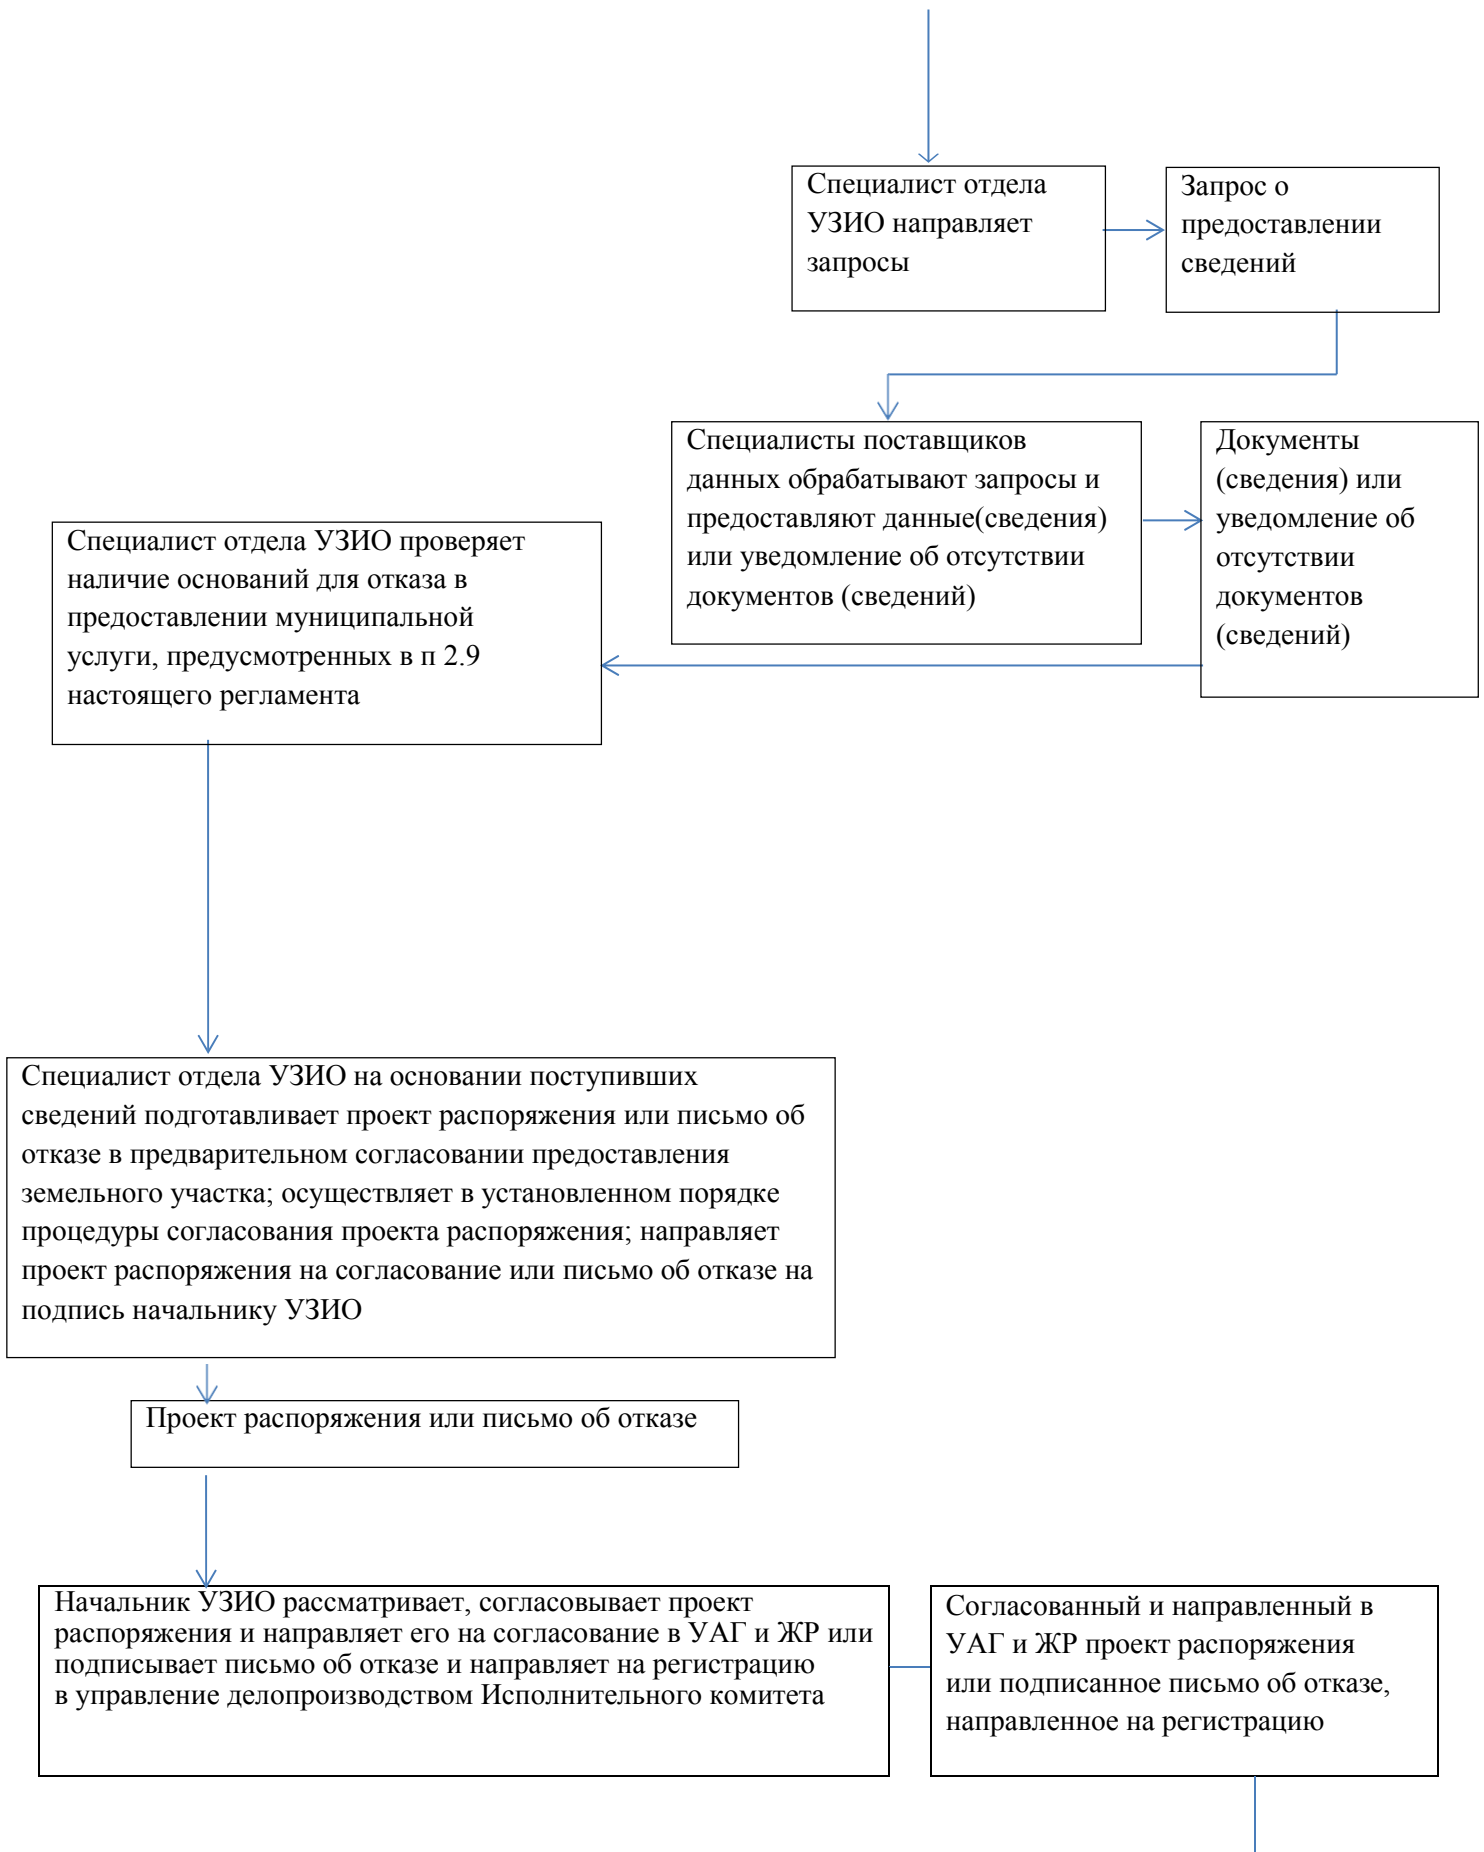 Специалист отдела
УЗИО направляет
запросы
Запрос о
предоставлении
сведений
Специалисты поставщиков
данных обрабатывают запросы и
предоставляют данные(сведения)
или уведомление об отсутствии
документов (сведений)
Документы
(сведения) или
уведомление об
отсутствии
документов
(сведений)
Специалист отдела УЗИО проверяет
наличие оснований для отказа в
предоставлении муниципальной
услуги, предусмотренных в п 2.9
настоящего регламента
Специалист отдела УЗИО на основании поступивших
сведений подготавливает проект распоряжения или письмо об
отказе в предварительном согласовании предоставления
земельного участка; осуществляет в установленном порядке
процедуры согласования проекта распоряжения; направляет
проект распоряжения на согласование или письмо об отказе на
подпись начальнику УЗИО
Проект распоряжения или письмо об отказе
Начальник УЗИО рассматривает, согласовывает проект
распоряжения и направляет его на согласование в УАГ и ЖР или
подписывает письмо об отказе и направляет на регистрацию
в управление делопроизводством Исполнительного комитета
Согласованный и направленный в
УАГ и ЖР проект распоряжения
или подписанное письмо об отказе,
направленное на регистрацию